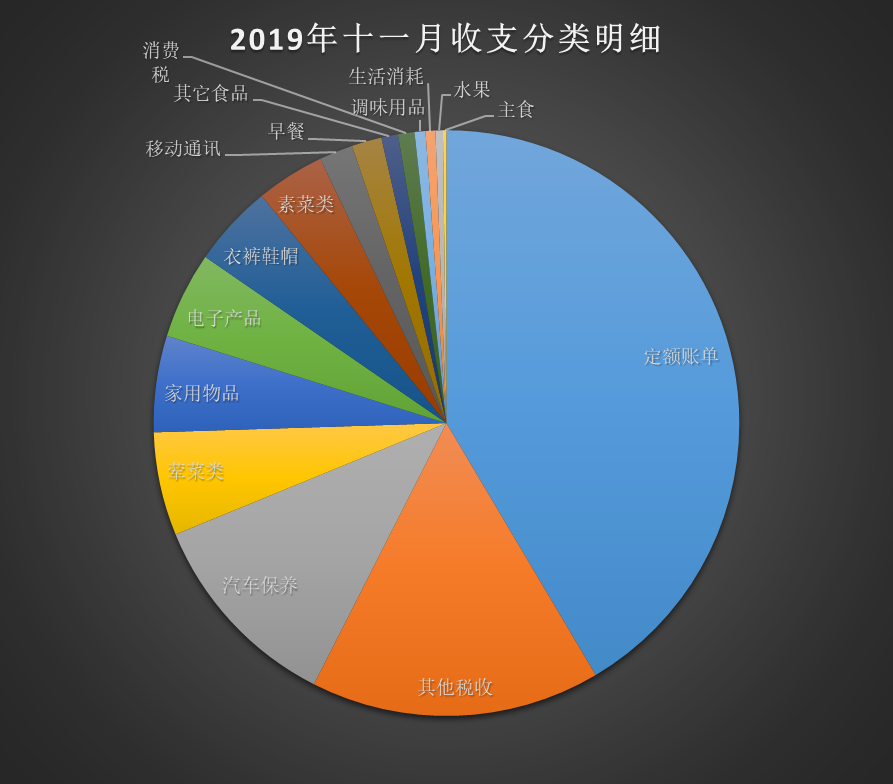 2019年十一月收支分类明细
消费
税
其它食品
早餐
移动通讯
生活消耗
调味用品
水果
主食
素菜类
衣裤鞋帽
电子产品
家用物品
荤菜类
汽车保养
其他税收
定额账单